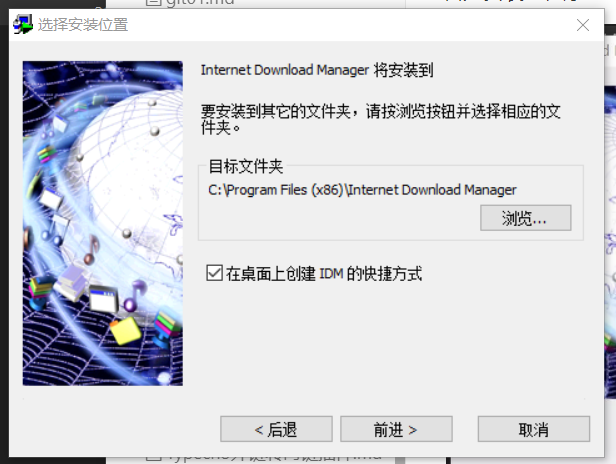 git01.md
选择安装位置
Internet Download Manager 将安装到
要安装到其它的文件夹，请按浏览按钮并选择相应的文
件夹。
目标文件夹
C:\Program Files (x86)\Internet Download Manager
浏览...
在桌面上创建 IDM 的快捷方式
< 后退
前进 >
取消